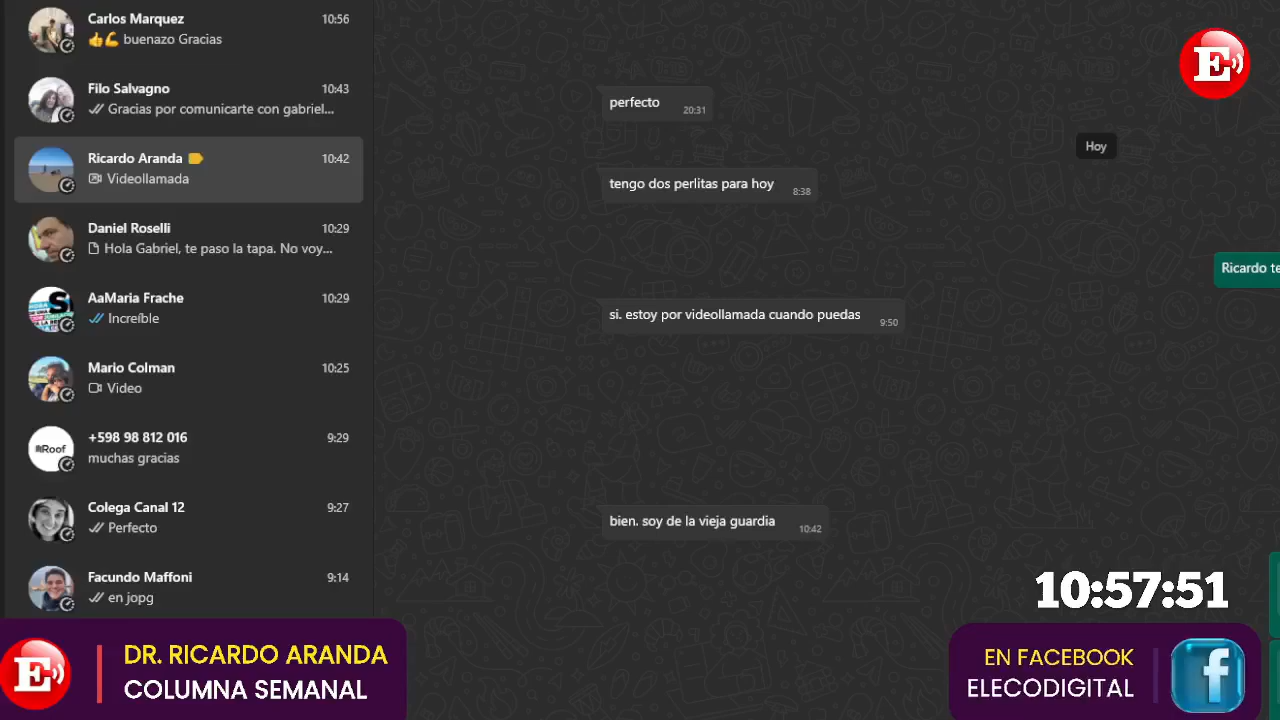 Carlos Marquez 10:56
👍💪 buenazo Gracias
Filo Salvagno 10:43
Gracias por comunicarte con gabriel...
Ricardo Aranda 10:42
Videollamada
Daniel Roselli 10:29
Hola Gabriel, te paso la tapa. No voy...
AaMaria Frache 10:29
Increíble
Mario Colman 10:25
Video
+598 98 812 016 9:29
Roof
muchas gracias
Colega Canal 12 9:27
Perfecto
Facundo Maffoni 9:14
en jopg
perfecto 20:31
Hoy
tengo dos perlitas para hoy 8:38
Ricardo te
si. estoy por videollamada cuando puedas 9:50
bien. soy de la vieja guardia 10:42
E
10:57:51
E
DR. RICARDO ARANDA
COLUMNA SEMANAL
EN FACEBOOK
ELECODIGITAL
f